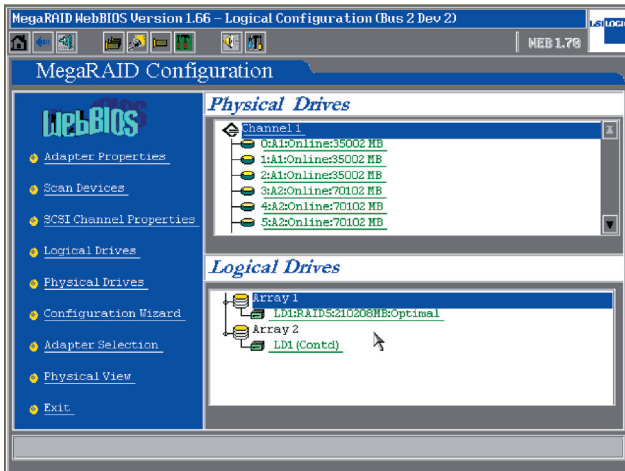 MegaRAID WebBIOS Version 1.66 - Logical Configuration (Bus 2 Dev 2)
LSI LOGIC
WEB 1.70
MegaRAID Configuration
WebBIOS
Adapter Properties
Scan Devices
SCSI Channel Properties
Logical Drives
Physical Drives
Configuration Wizard
Adapter Selection
Physical View
Exit
Physical Drives
Channel 1
0:A1:Online:35002 MB
1:A1:Online:35002 MB
2:A1:Online:35002 MB
3:A2:Online:70102 MB
4:A2:Online:70102 MB
5:A2:Online:70102 MB
Logical Drives
Array 1
LD1:RAID5:210208MB:Optimal
Array 2
LD1 (Contd)